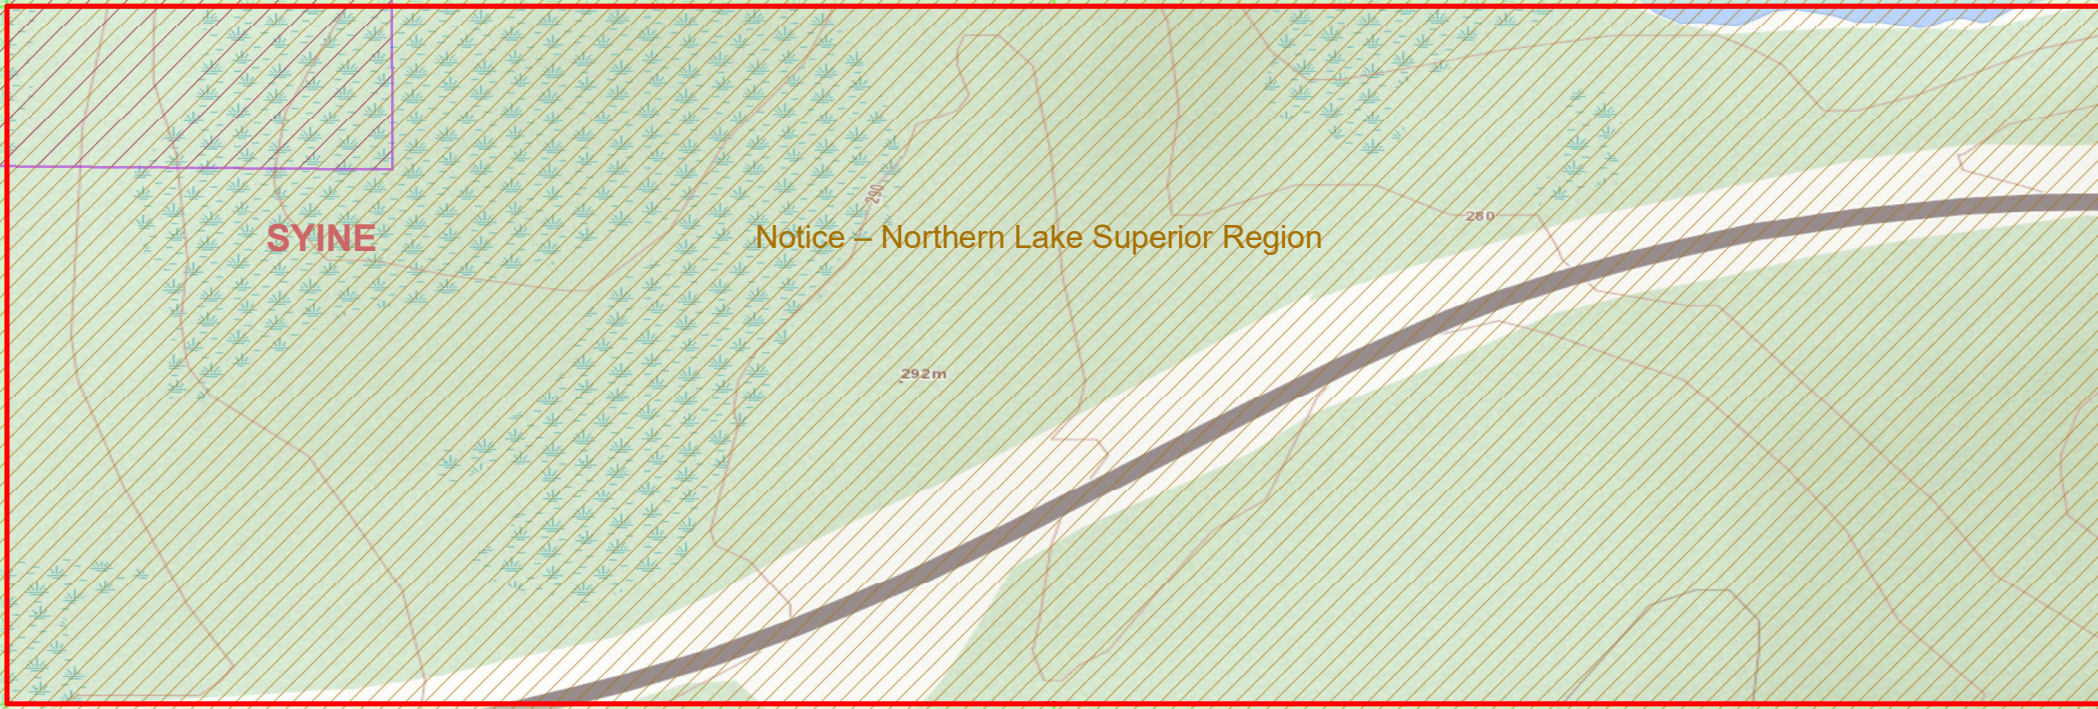 290
280
SYINE
Notice – Northern Lake Superior Region
292m